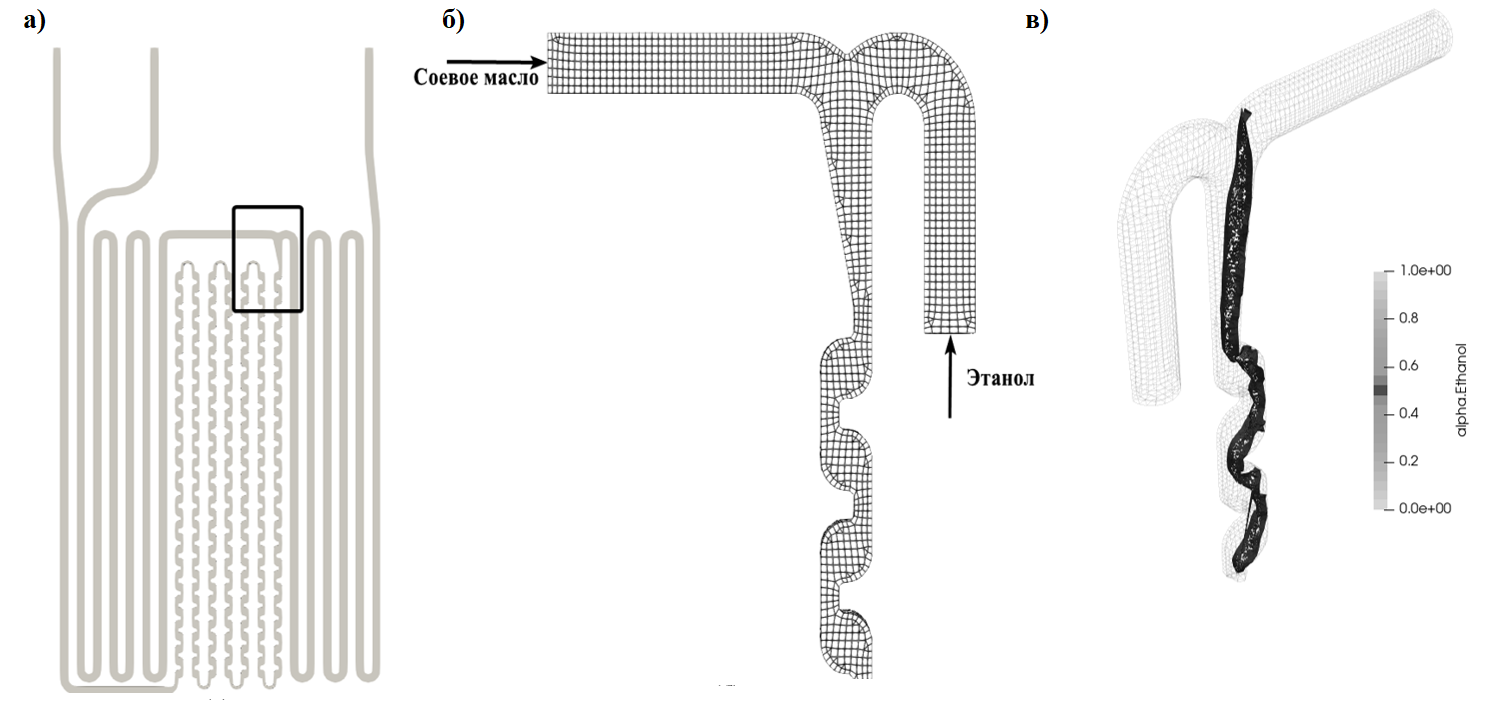 а)
б)
в)
Соевое масло
Этанол
1.0e+00
0.8
0.6
0.4
0.2
0.0e+00
alpha.Ethanol